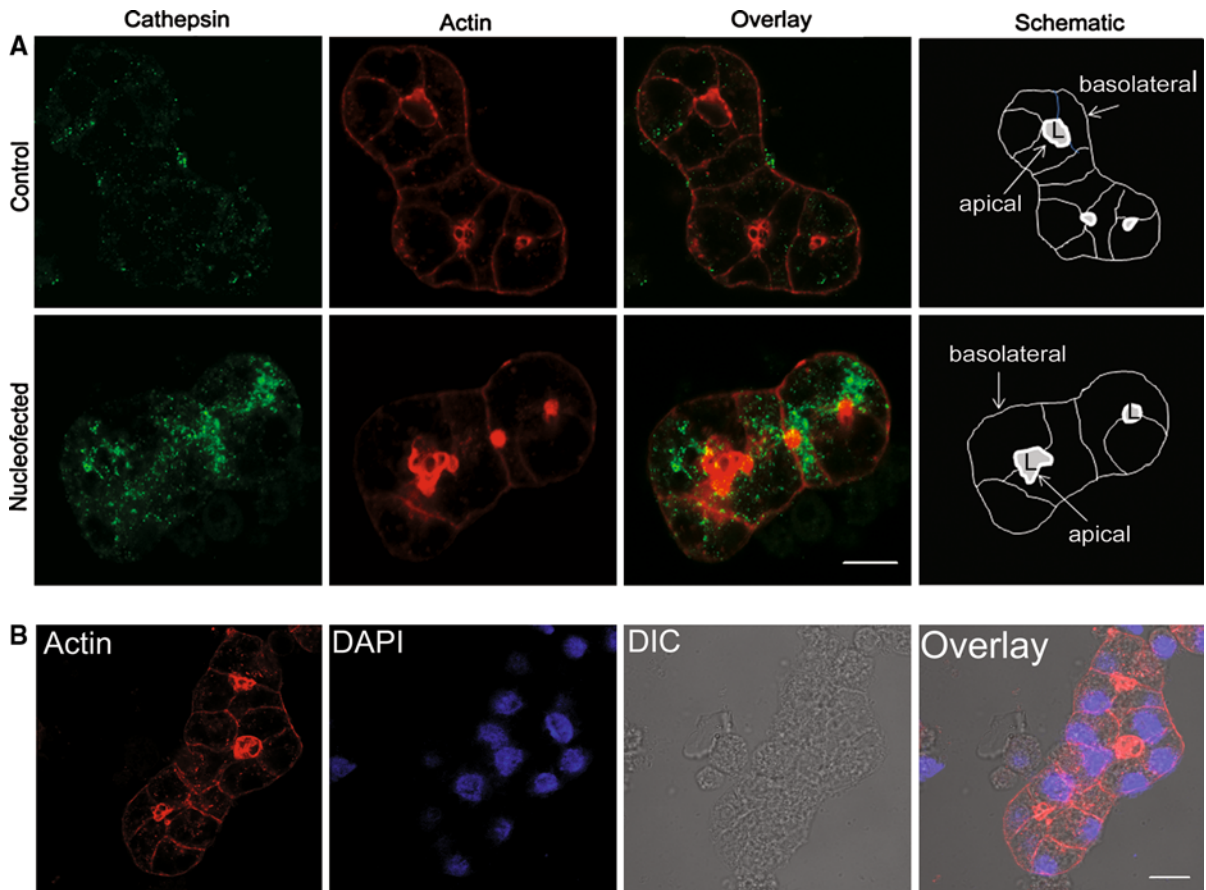 Cathepsin Actin Overlay Schematic
A
Control
basolateral
L
apical
Nucleofected
basolateral
L
L
apical
B
Actin DAPI DIC Overlay